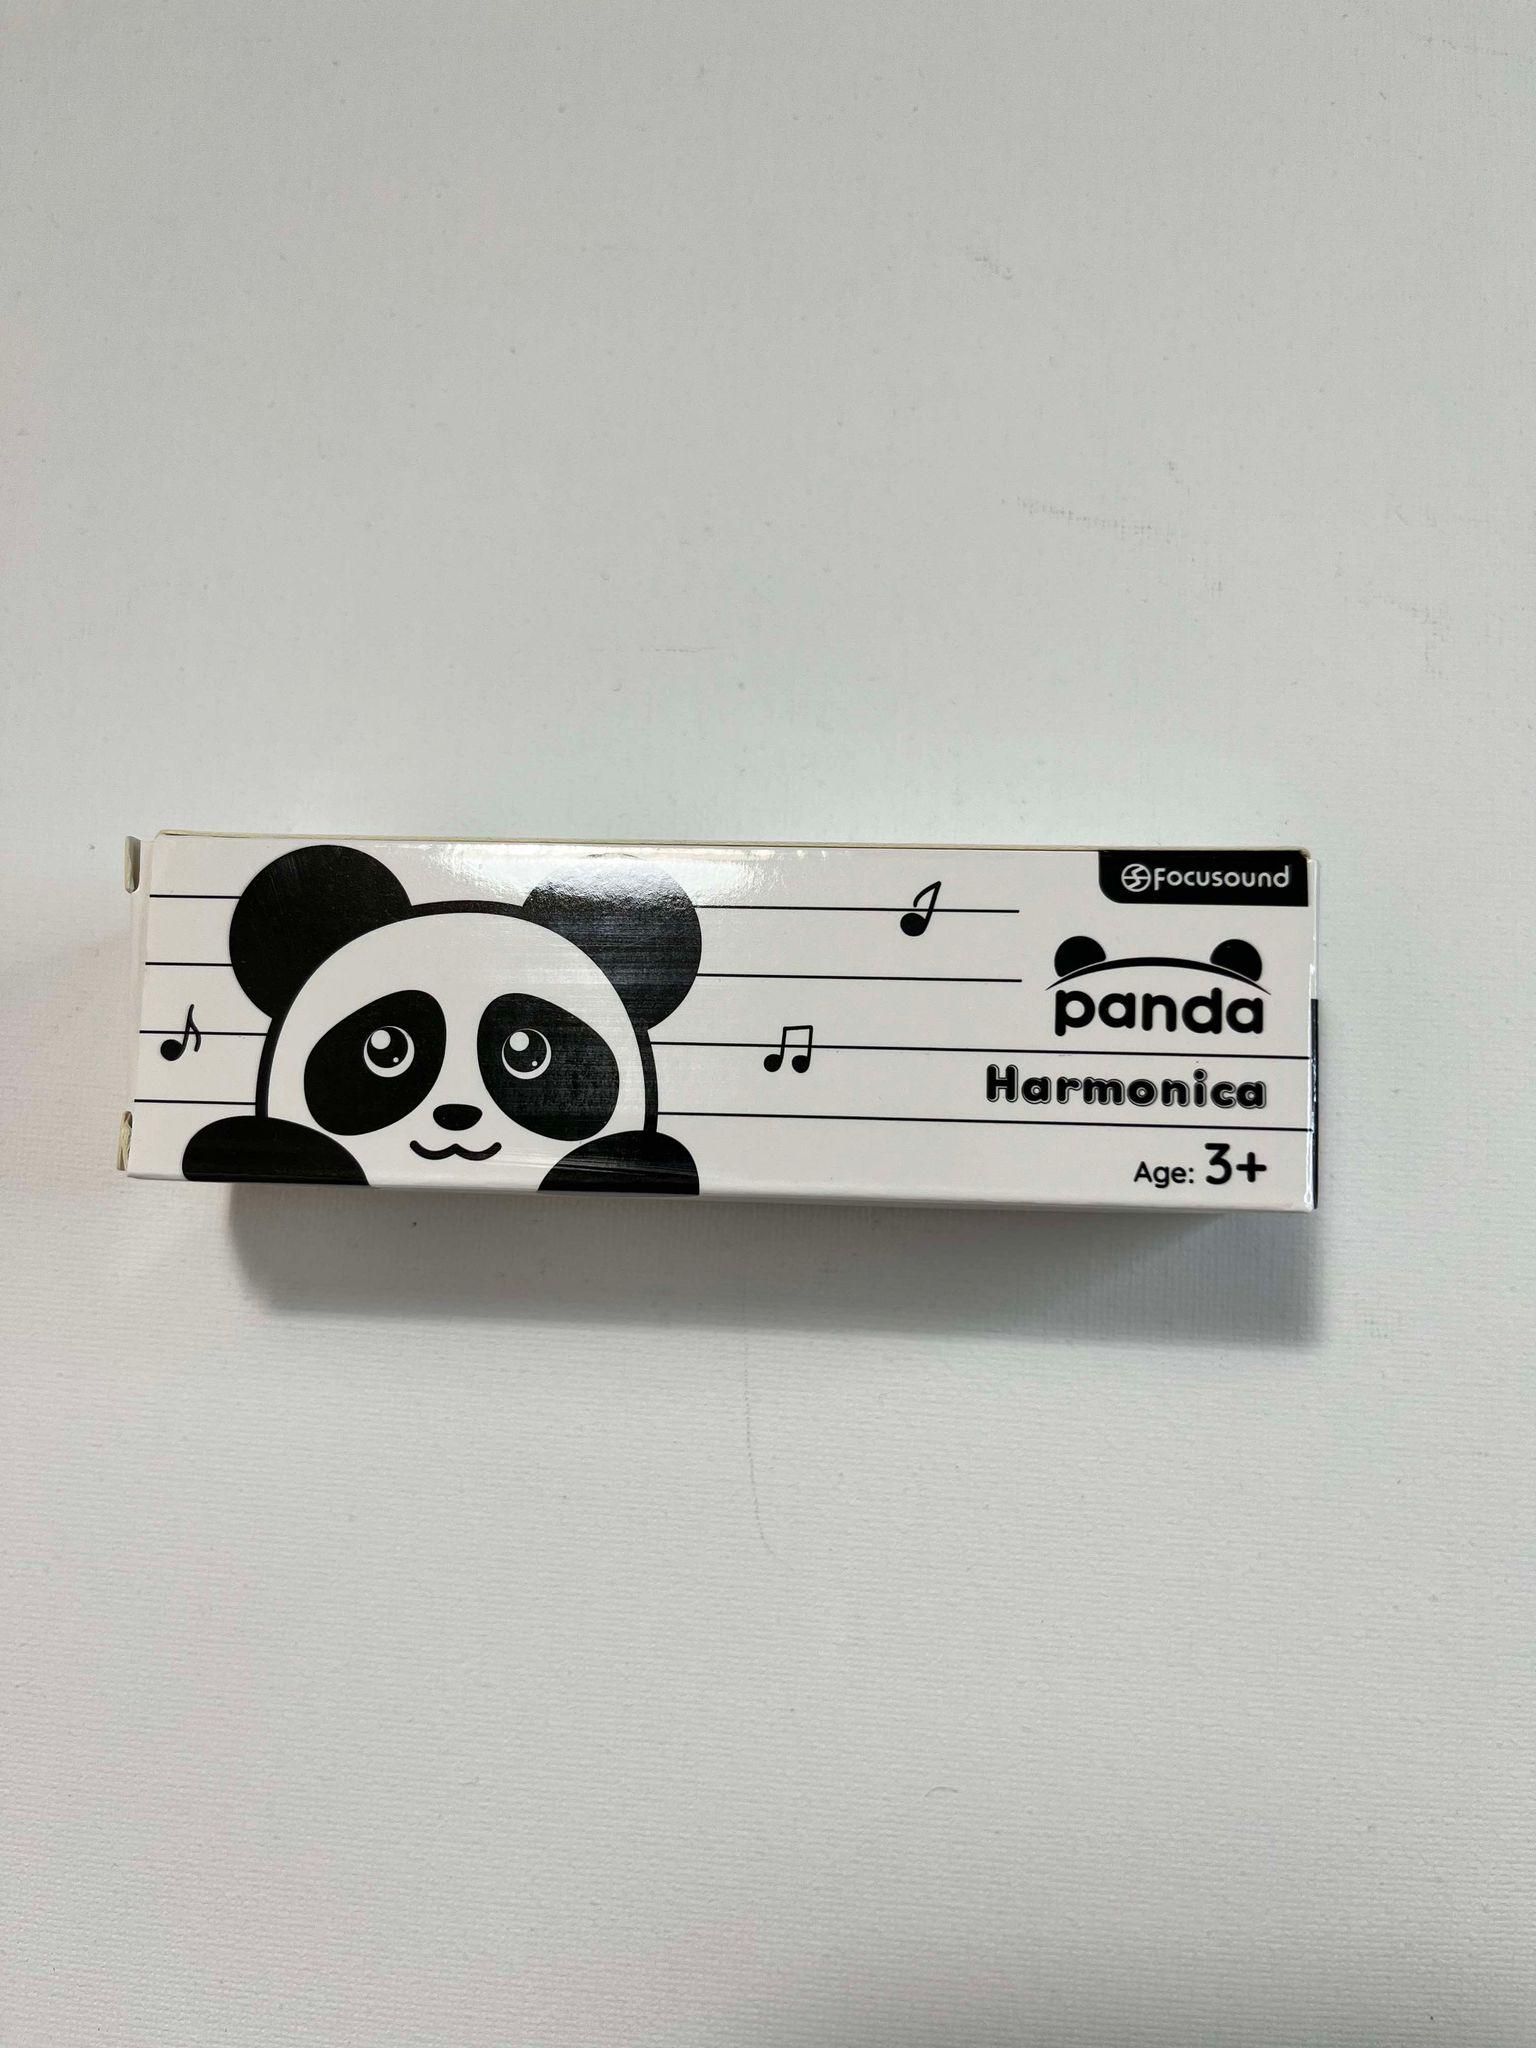 Focusound
panda
Harmonica
Age: 3+